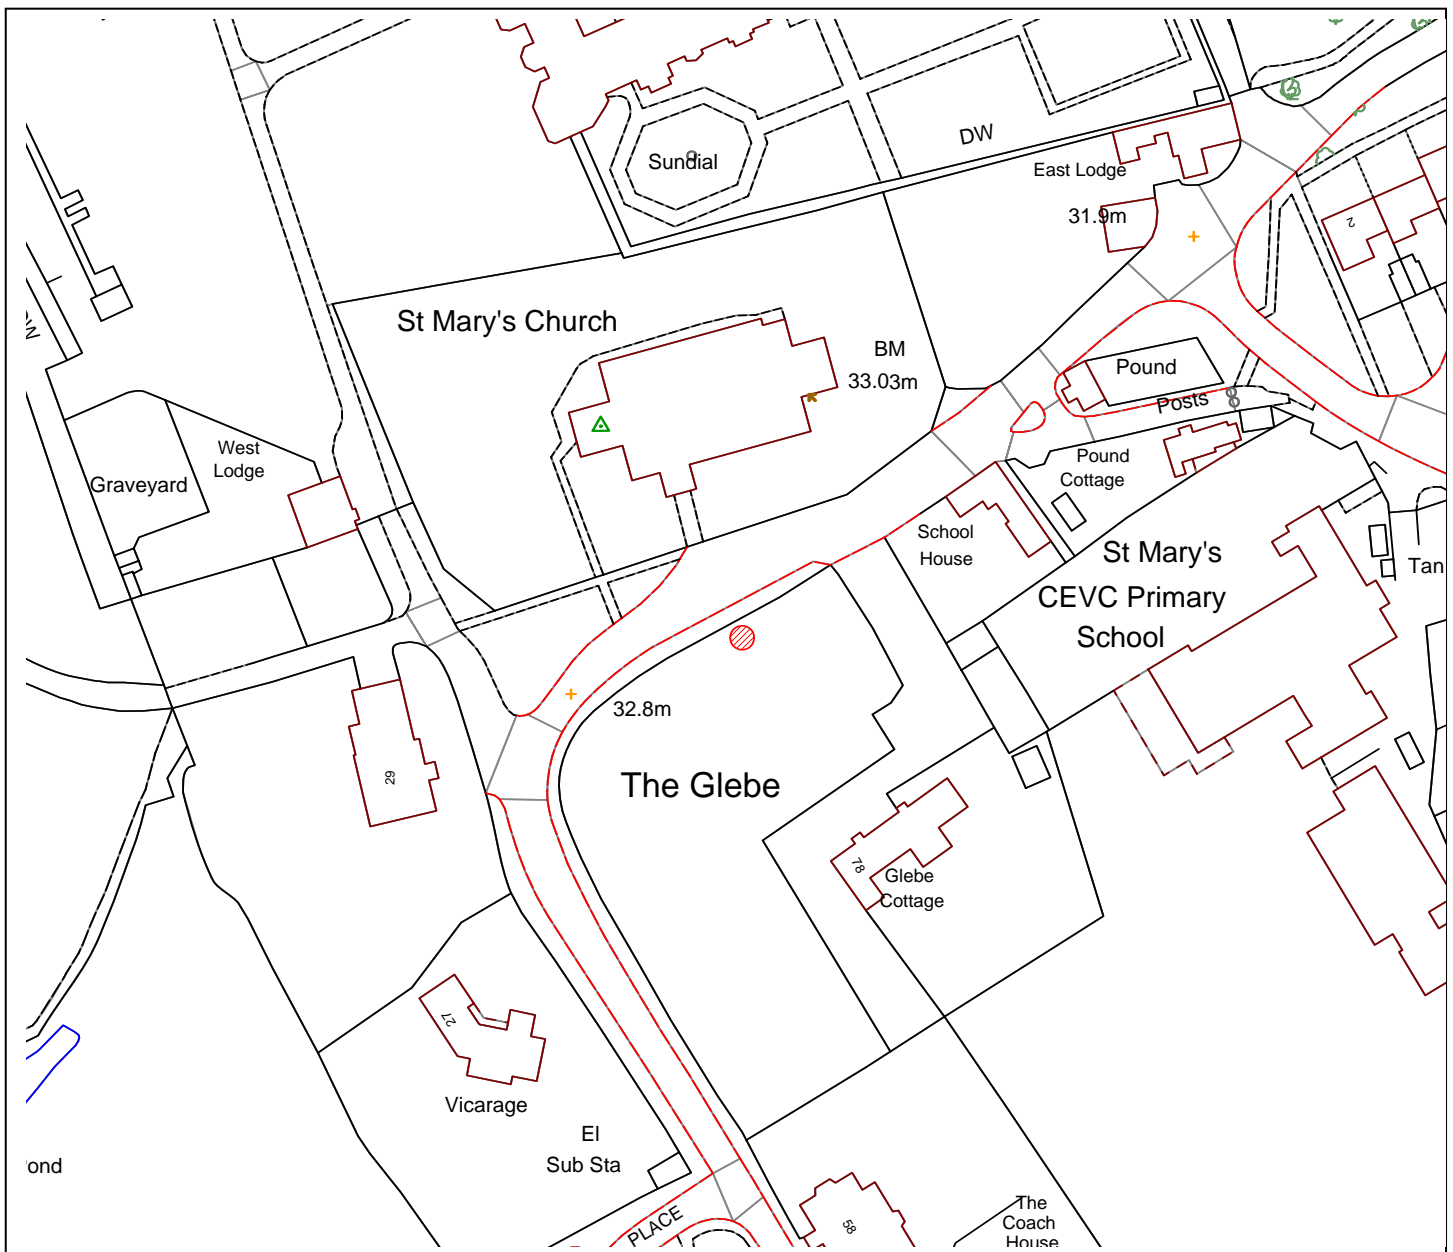 DW
Sundial
East Lodge
31.9m
2
St Mary's Church
BM
33.03m
Pound
Posts
West
Lodge
Graveyard
Pound
Cottage
School
House
St Mary's
CEVC Primary
School
Tan
32.8m
29
The Glebe
78
Glebe
Cottage
27
Vicarage
El
Sub Sta
ond
PLACE
58
The
Coach
House